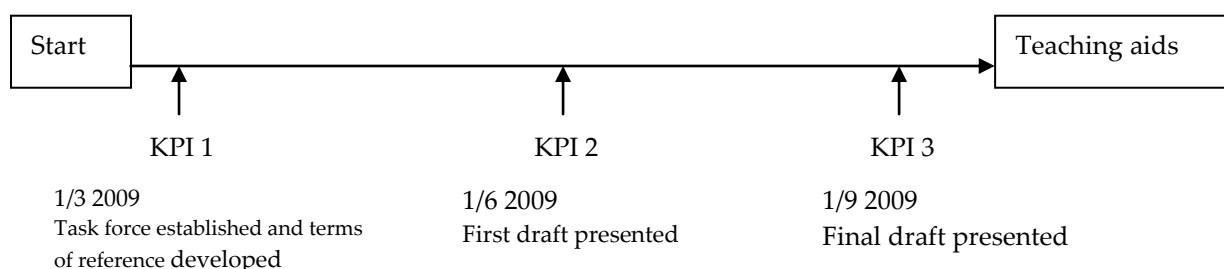 Start
Teaching aids
KPI 1
KPI 2
KPI 3
1/3 2009
Task force established and terms
of reference developed
1/6 2009
First draft presented
1/9 2009
Final draft presented